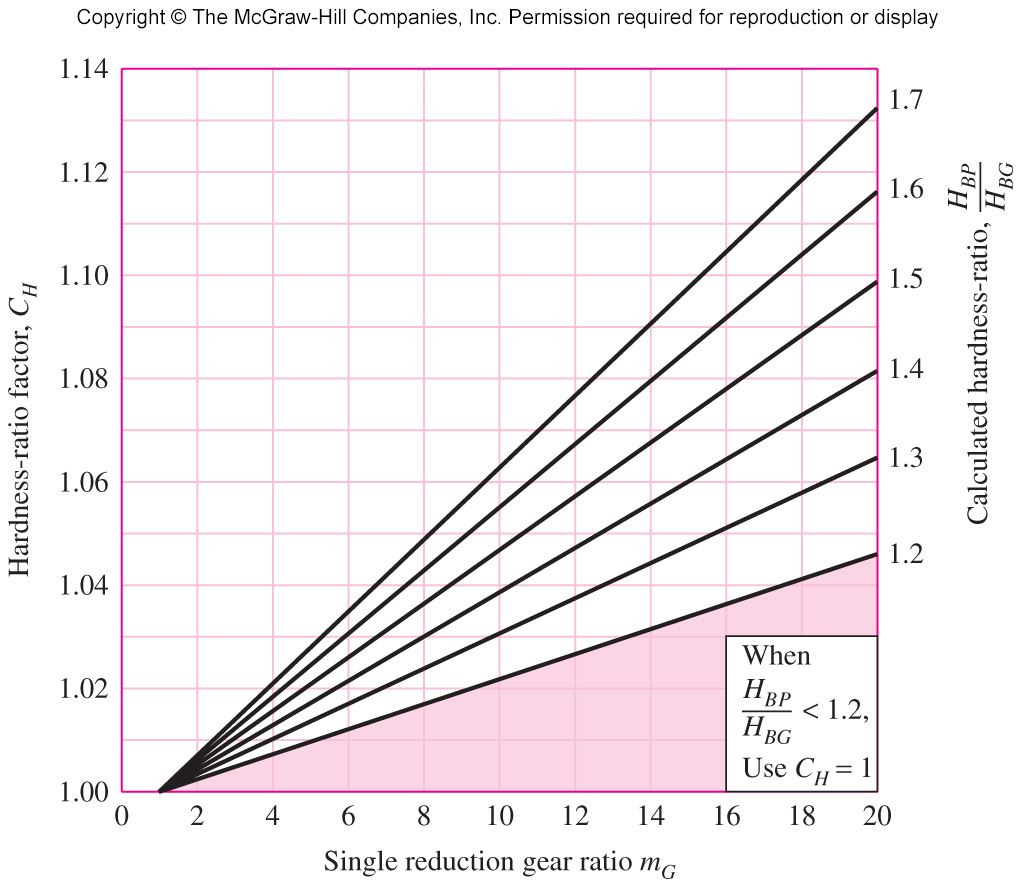 Copyright © The McGraw-Hill Companies, Inc. Permission required for reproduction or display
1.14
1.12
1.10
1.08
1.06
1.04
1.02
1.00
Hardness-ratio factor, C_H
0 2 4 6 8 10 12 14 16 18 20
Single reduction gear ratio m_G
1.7
1.6
1.5
1.4
1.3
1.2
Calculated hardness-ratio, H_BP/H_BG
When
H_BP/H_BG < 1.2,
Use C_H = 1